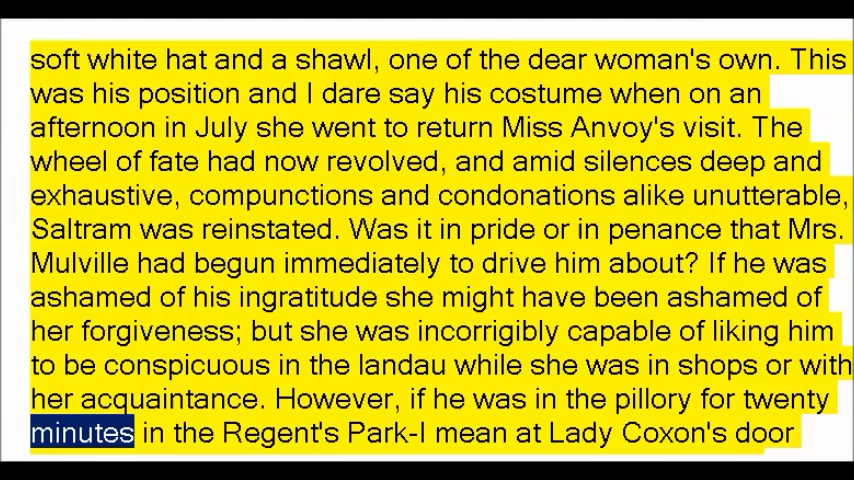 soft white hat and a shawl, one of the dear woman's own. This
was his position and I dare say his costume when on an
afternoon in July she went to return Miss Anvoy's visit. The
wheel of fate had now revolved, and amid silences deep and
exhaustive, compunctions and condonations alike unutterable,
Saltram was reinstated. Was it in pride or in penance that Mrs.
Mulville had begun immediately to drive him about? If he was
ashamed of his ingratitude she might have been ashamed of
her forgiveness; but she was incorrigibly capable of liking him
to be conspicuous in the landau while she was in shops or with
her acquaintance. However, if he was in the pillory for twenty
minutes in the Regent's Park-I mean at Lady Coxon's door